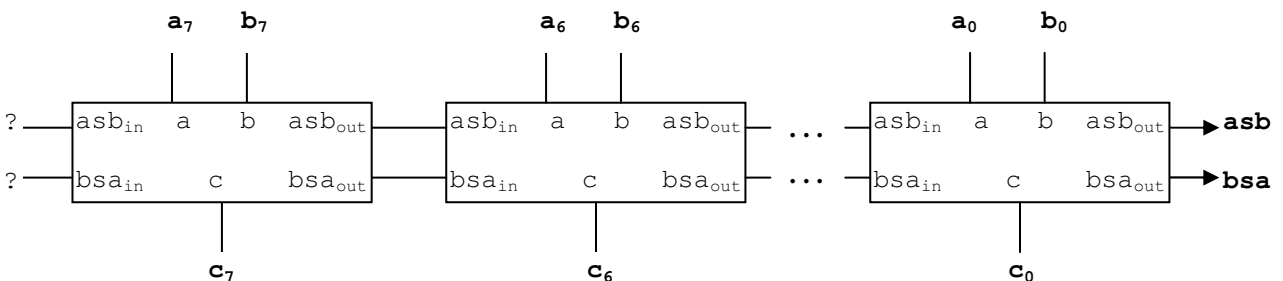 a₇ b₇ a₆ b₆ a₀ b₀
? asbᵢₙ a b asbₒᵤₜ asbᵢₙ a b asbₒᵤₜ ... asbᵢₙ a b asbₒᵤₜ asb
? bsaᵢₙ c bsaₒᵤₜ bsaᵢₙ c bsaₒᵤₜ ... bsaᵢₙ c bsaₒᵤₜ bsa
c₇ c₆ c₀